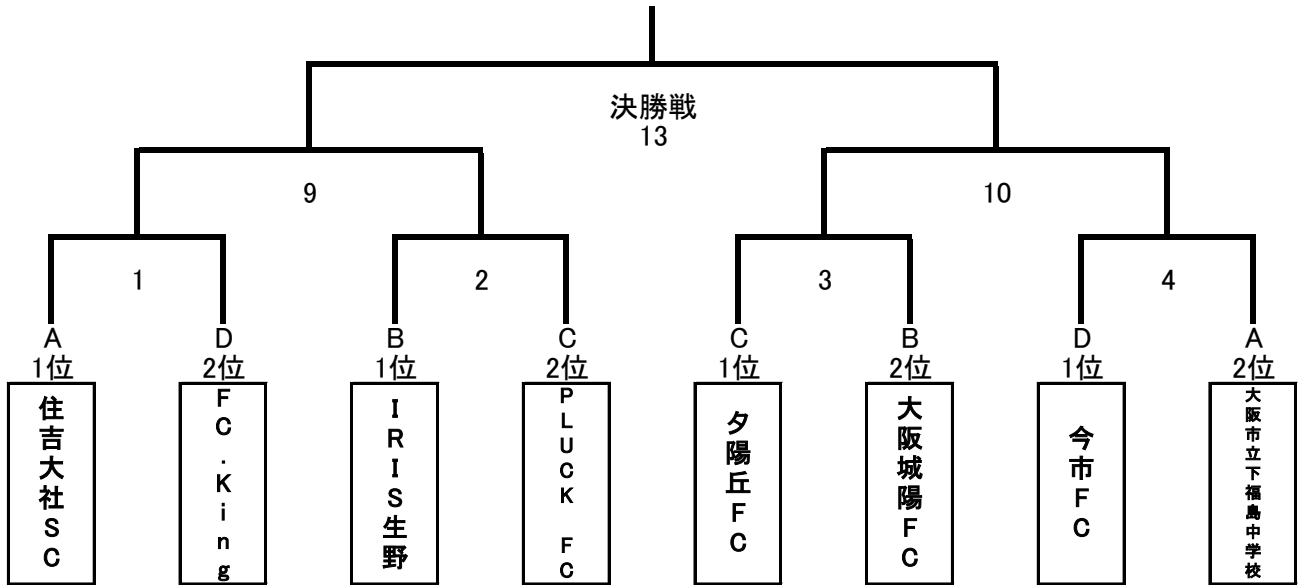 決勝戦
13
9
10
1
2
3
4
A
D
B
C
C
B
D
A
1位
2位
1位
2位
1位
2位
1位
2位
住吉大社SC
FC.King
IRIS生野
PLUCK FC
夕陽丘FC
大阪城陽FC
今市FC
大阪市立下福島中学校